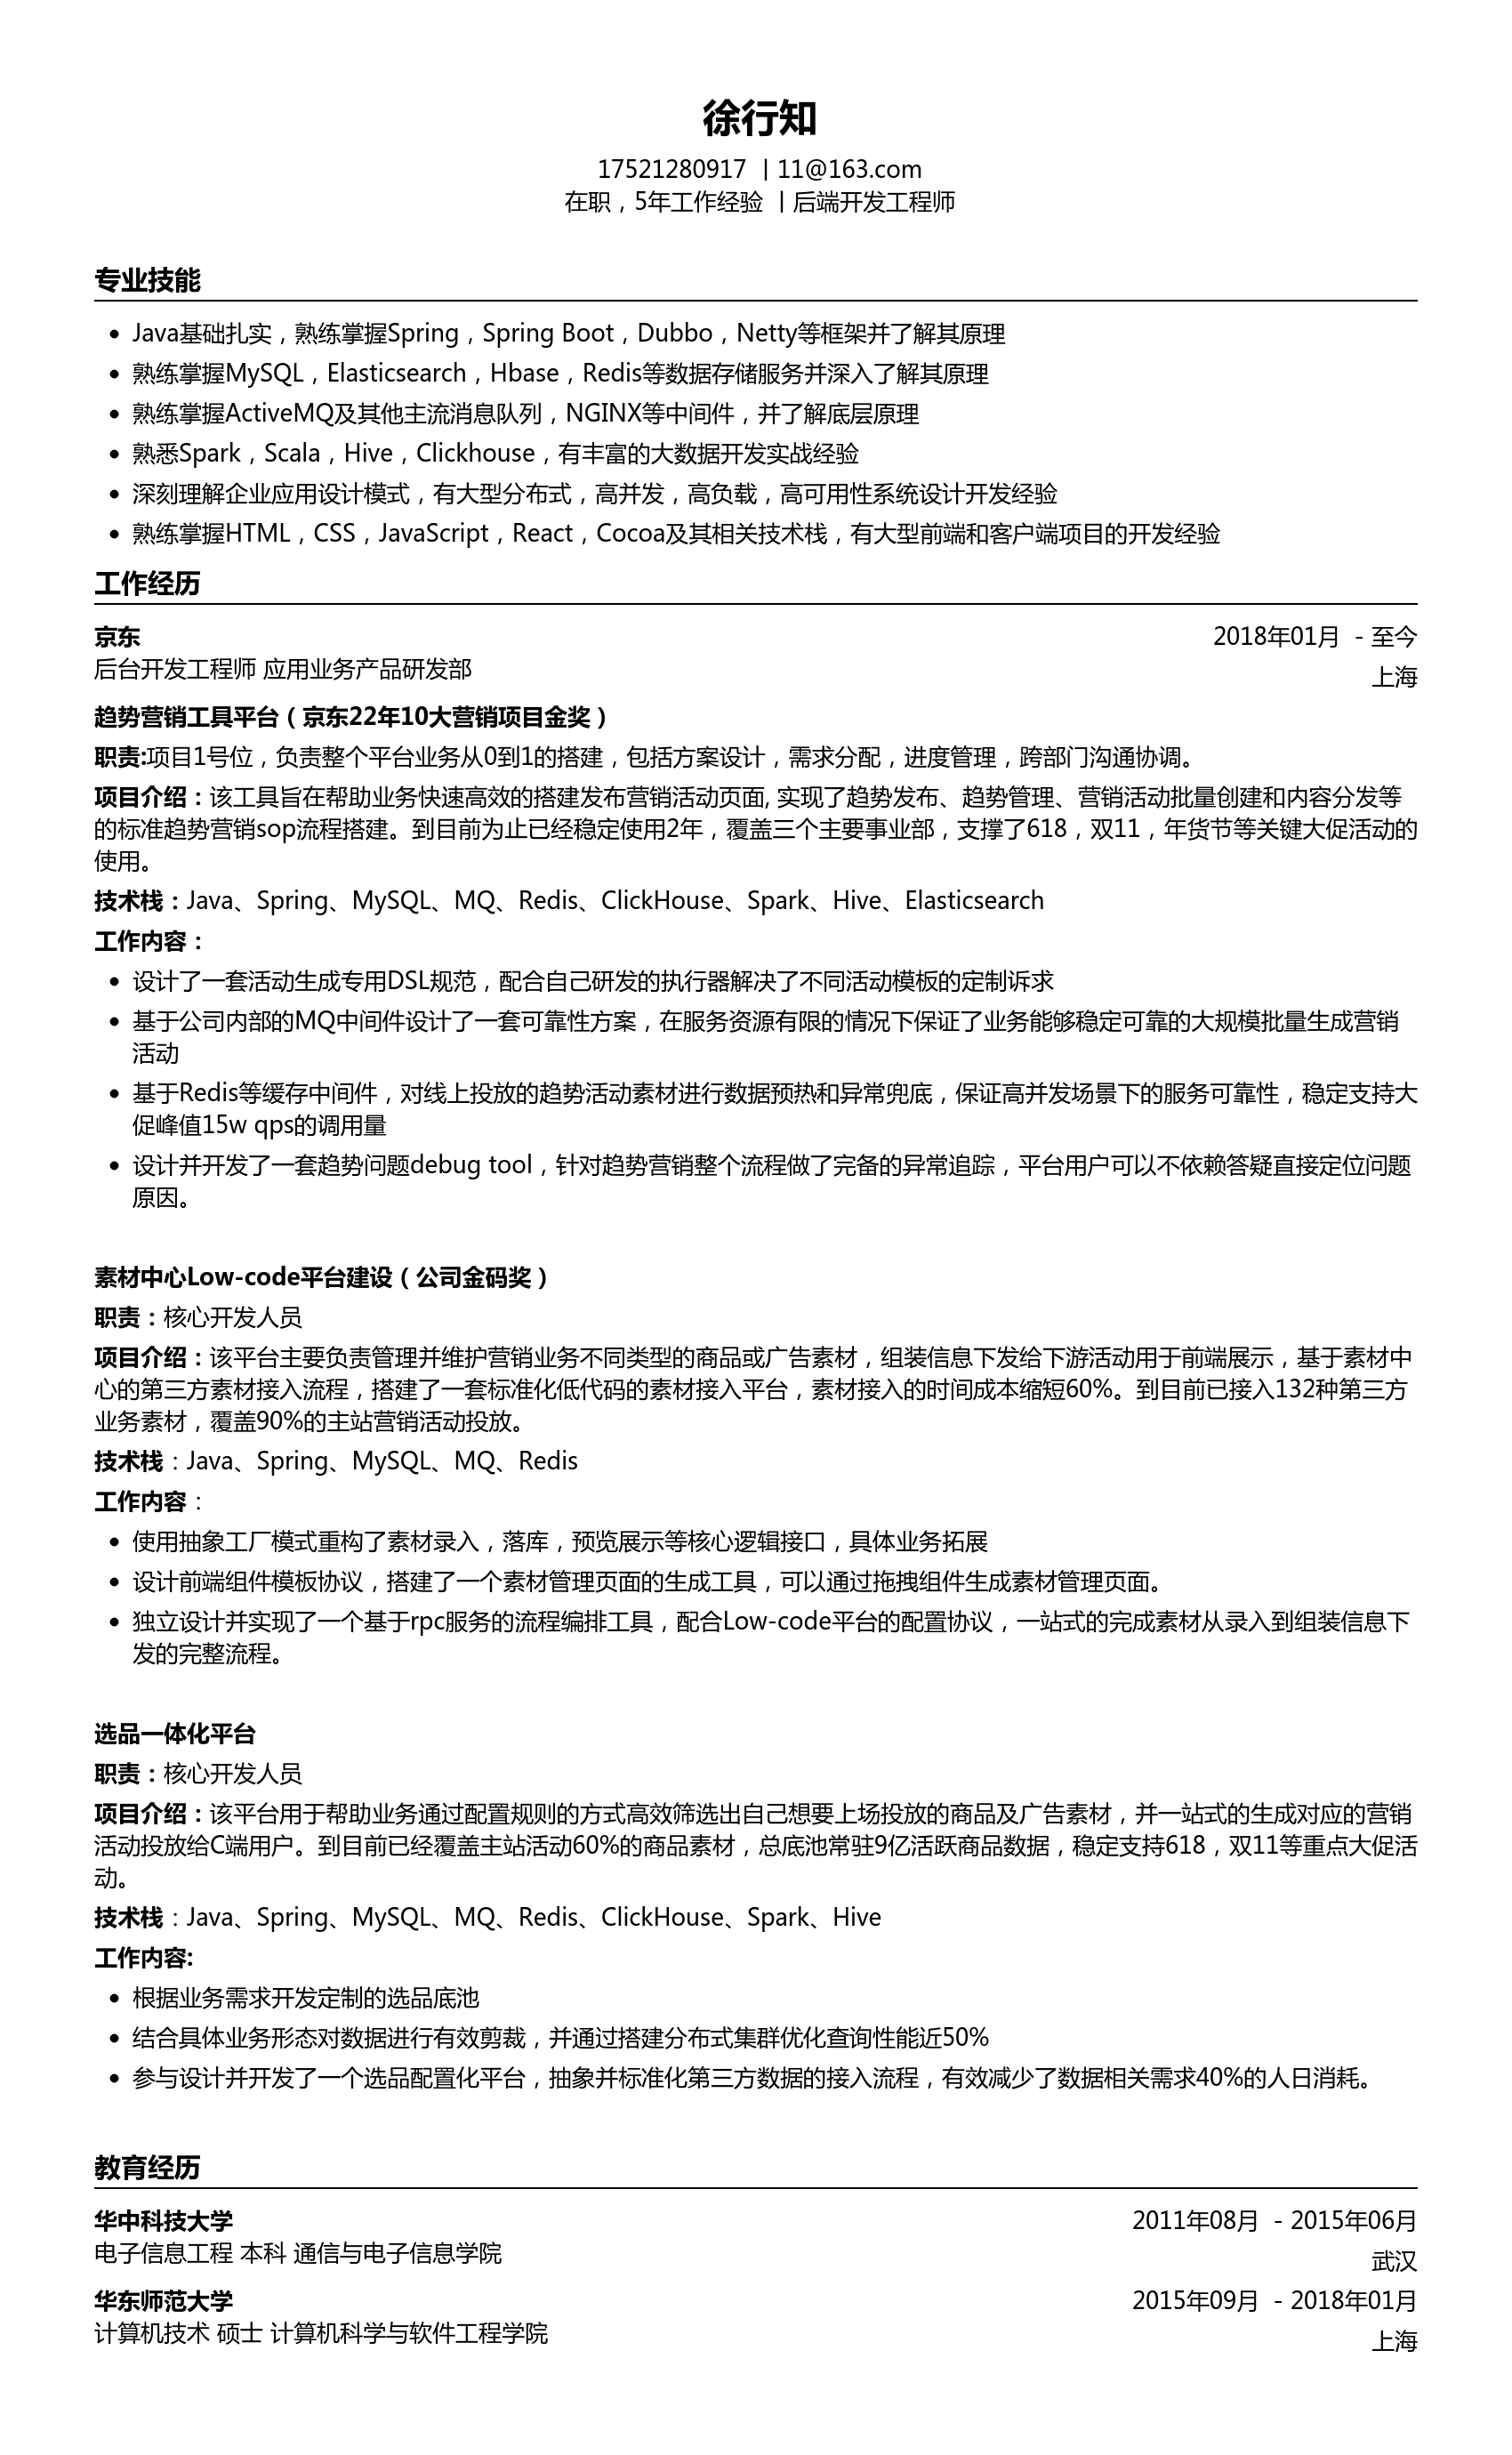 徐行知
17521280917 | 11@163.com
在职，5年工作经验 | 后端开发工程师
专业技能
• Java基础扎实，熟练掌握Spring，Spring Boot，Dubbo，Netty等框架并了解其原理
• 熟练掌握MySQL，Elasticsearch，Hbase，Redis等数据存储服务并深入了解其原理
• 熟练掌握ActiveMQ及其他主流消息队列，NGINX等中间件，并了解底层原理
• 熟悉Spark，Scala，Hive，Clickhouse，有丰富的大数据开发实战经验
• 深刻理解企业应用设计模式，有大型分布式，高并发，高负载，高可用性系统设计开发经验
• 熟练掌握HTML，CSS，JavaScript，React，Cocoa及其相关技术栈，有大型前端和客户端项目的开发经验
工作经历
京东 2018年01月 - 至今
后台开发工程师 应用业务产品研发部 上海
趋势营销工具平台（京东22年10大营销项目金奖）
职责:项目1号位，负责整个平台业务从0到1的搭建，包括方案设计，需求分配，进度管理，跨部门沟通协调。
项目介绍：该工具旨在帮助业务快速高效的搭建发布营销活动页面, 实现了趋势发布、趋势管理、营销活动批量创建和内容分发等
的标准趋势营销sop流程搭建。到目前为止已经稳定使用2年，覆盖三个主要事业部，支撑了618，双11，年货节等关键大促活动的
使用。
技术栈：Java、Spring、MySQL、MQ、Redis、ClickHouse、Spark、Hive、Elasticsearch
工作内容：
• 设计了一套活动生成专用DSL规范，配合自己研发的执行器解决了不同活动模板的定制诉求
• 基于公司内部的MQ中间件设计了一套可靠性方案，在服务资源有限的情况下保证了业务能够稳定可靠的大规模批量生成营销
活动
• 基于Redis等缓存中间件，对线上投放的趋势活动素材进行数据预热和异常兜底，保证高并发场景下的服务可靠性，稳定支持大
促峰值15w qps的调用量
• 设计并开发了一套趋势问题debug tool，针对趋势营销整个流程做了完备的异常追踪，平台用户可以不依赖答疑直接定位问题
原因。
素材中心Low-code平台建设（公司金码奖）
职责：核心开发人员
项目介绍：该平台主要负责管理并维护营销业务不同类型的商品或广告素材，组装信息下发给下游活动用于前端展示，基于素材中
心的第三方素材接入流程，搭建了一套标准化低代码的素材接入平台，素材接入的时间成本缩短60%。到目前已接入132种第三方
业务素材，覆盖90%的主站营销活动投放。
技术栈：Java、Spring、MySQL、MQ、Redis
工作内容：
• 使用抽象工厂模式重构了素材录入，落库，预览展示等核心逻辑接口，具体业务拓展
• 设计前端组件模板协议，搭建了一个素材管理页面的生成工具，可以通过拖拽组件生成素材管理页面。
• 独立设计并实现了一个基于rpc服务的流程编排工具，配合Low-code平台的配置协议，一站式的完成素材从录入到组装信息下
发的完整流程。
选品一体化平台
职责：核心开发人员
项目介绍：该平台用于帮助业务通过配置规则的方式高效筛选出自己想要上场投放的商品及广告素材，并一站式的生成对应的营销
活动投放给C端用户。到目前已经覆盖主站活动60%的商品素材，总底池常驻9亿活跃商品数据，稳定支持618，双11等重点大促活
动。
技术栈：Java、Spring、MySQL、MQ、Redis、ClickHouse、Spark、Hive
工作内容:
• 根据业务需求开发定制的选品底池
• 结合具体业务形态对数据进行有效剪裁，并通过搭建分布式集群优化查询性能近50%
• 参与设计并开发了一个选品配置化平台，抽象并标准化第三方数据的接入流程，有效减少了数据相关需求40%的人日消耗。
教育经历
华中科技大学 2011年08月 - 2015年06月
电子信息工程 本科 通信与电子信息学院 武汉
华东师范大学 2015年09月 - 2018年01月
计算机技术 硕士 计算机科学与软件工程学院 上海